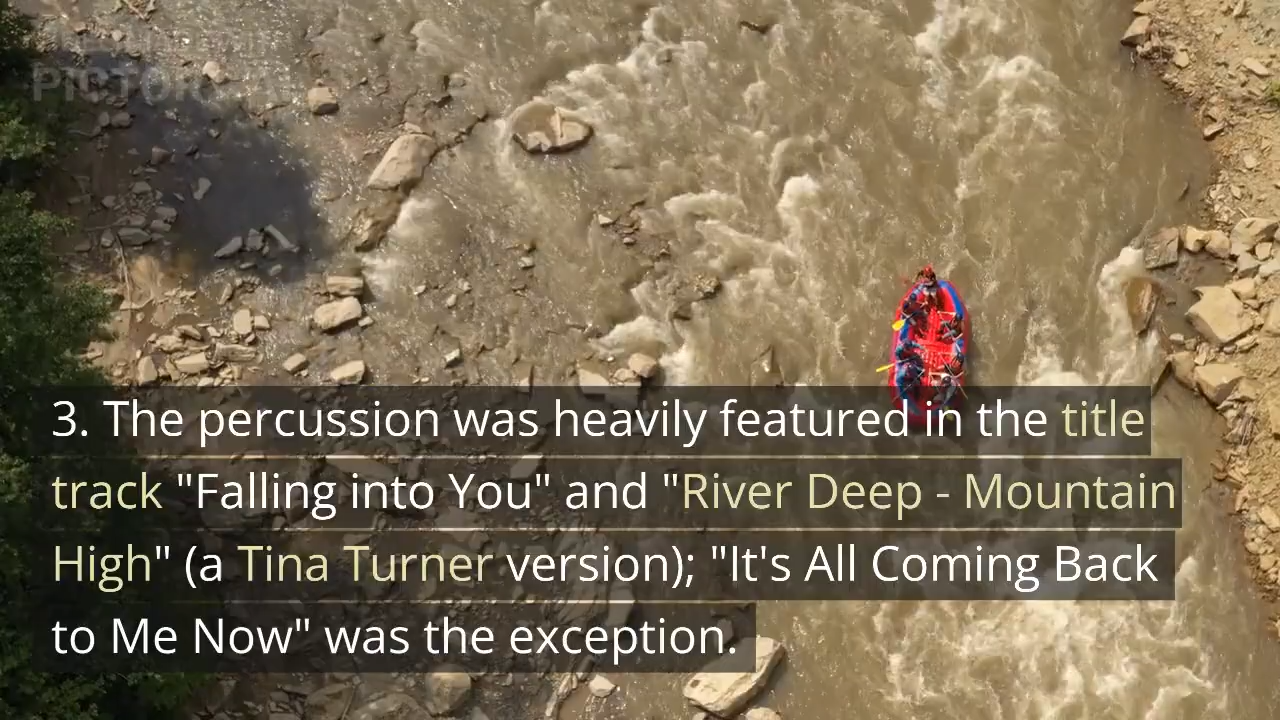 PICTOR
3. The percussion was heavily featured in the title
track "Falling into You" and "River Deep - Mountain
High" (a Tina Turner version); "It's All Coming Back
to Me Now" was the exception.